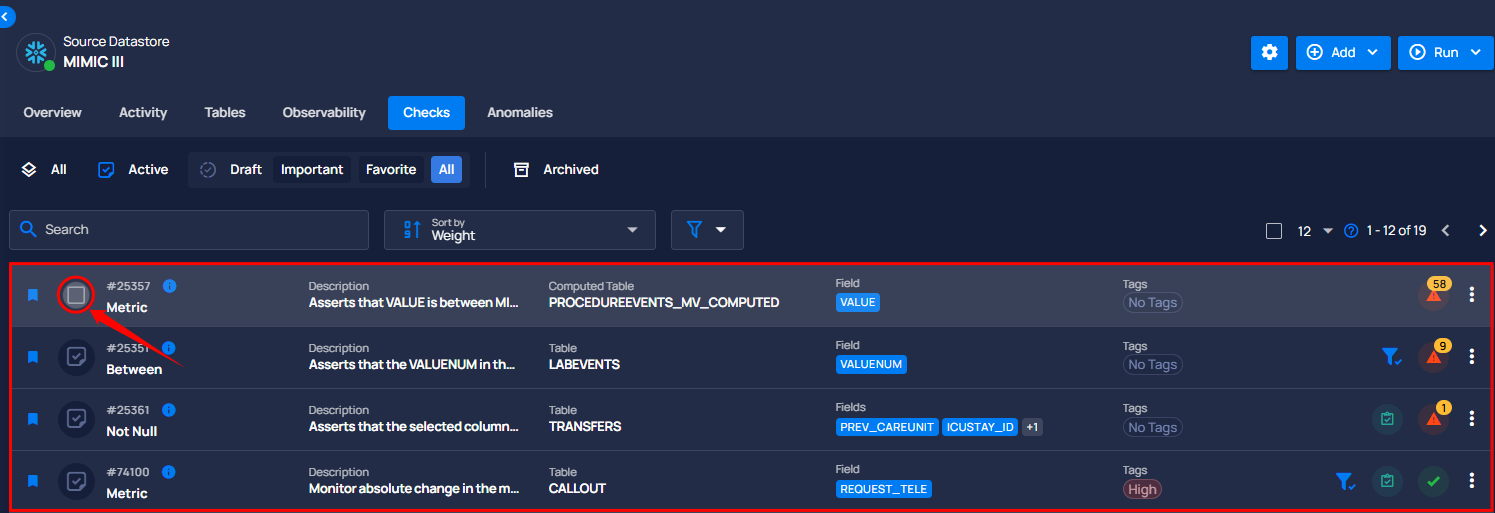 Source Datastore
MIMIC III
Add
Run
Overview
Activity
Tables
Observability
Checks
Anomalies
All
Active
Draft
Important
Favorite
All
Archived
Search
Sort by
Weight
12
1 - 12 of 19
#25357
Metric
Description
Asserts that VALUE is between MI...
Computed Table
PROCEDUREEVENTS_MV_COMPUTED
Field
VALUE
Tags
No Tags
58
#25351
Between
Description
Asserts that the VALUENUM in th...
Table
LABEVENTS
Field
VALUENUM
Tags
No Tags
9
#25361
Not Null
Description
Asserts that the selected column...
Table
TRANSFERS
Fields
PREV_CAREUNIT ICUSTAY_ID +1
Tags
No Tags
1
#74100
Metric
Description
Monitor absolute change in the m...
Table
CALLOUT
Field
REQUEST_TELE
Tags
High